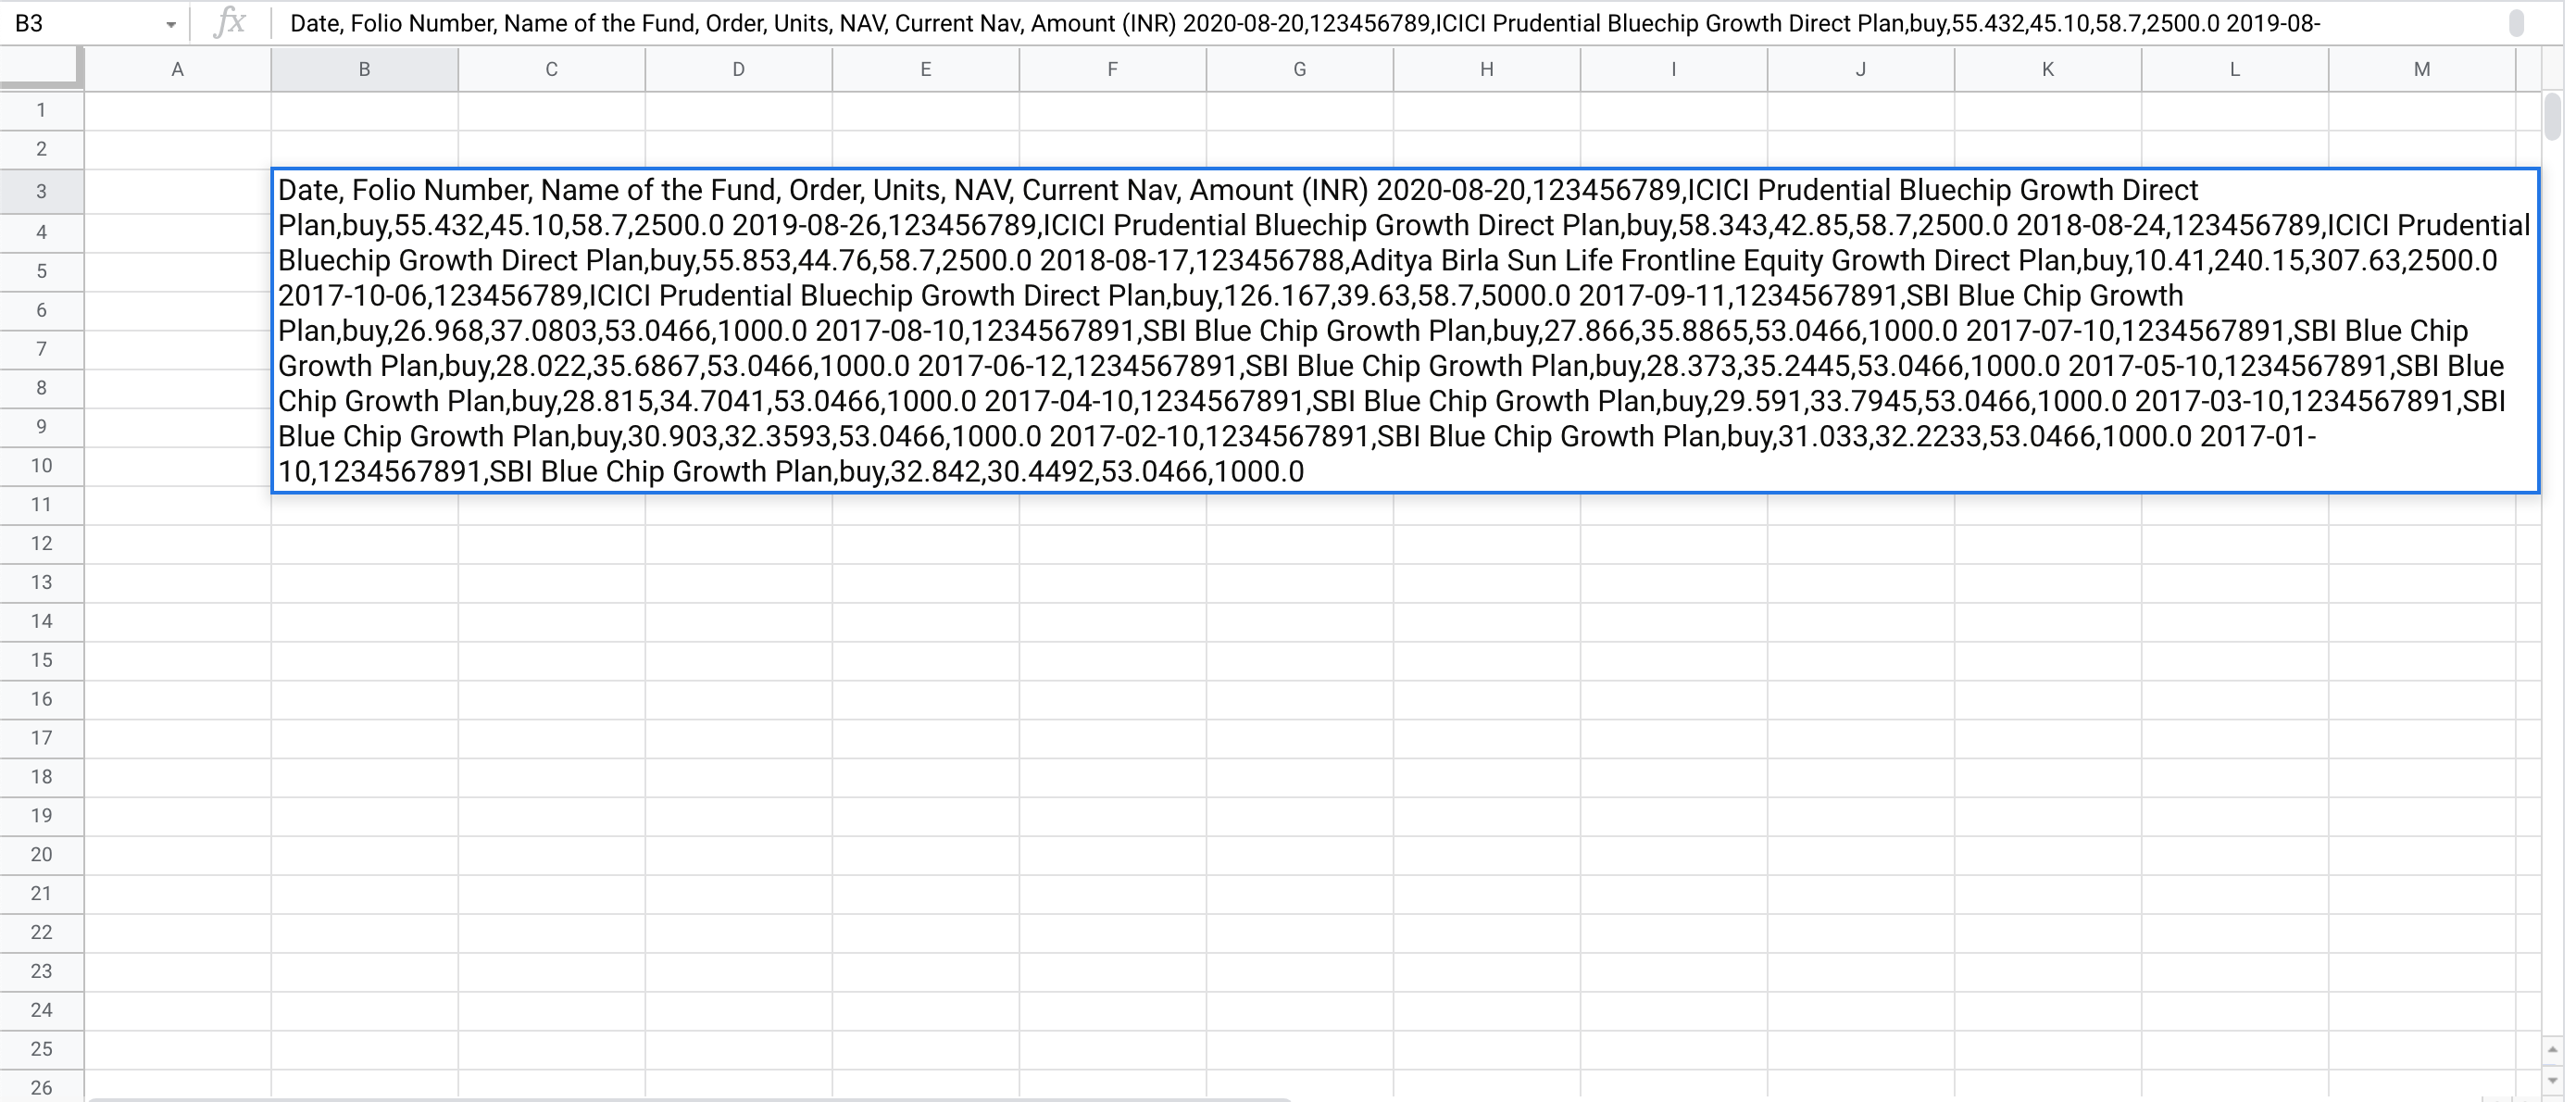 B3
fx
Date, Folio Number, Name of the Fund, Order, Units, NAV, Current Nav, Amount (INR) 2020-08-20,123456789,ICICI Prudential Bluechip Growth Direct Plan,buy,55.432,45.10,58.7,2500.0 2019-08-
A B C D E F G H I J K L M
1
2
3
4
5
6
7
8
9
10
11
12
13
14
15
16
17
18
19
20
21
22
23
24
25
26
Date, Folio Number, Name of the Fund, Order, Units, NAV, Current Nav, Amount (INR) 2020-08-20,123456789,ICICI Prudential Bluechip Growth Direct
Plan,buy,55.432,45.10,58.7,2500.0 2019-08-26,123456789,ICICI Prudential Bluechip Growth Direct Plan,buy,58.343,42.85,58.7,2500.0 2018-08-24,123456789,ICICI Prudential
Bluechip Growth Direct Plan,buy,55.853,44.76,58.7,2500.0 2018-08-17,123456788,Aditya Birla Sun Life Frontline Equity Growth Direct Plan,buy,10.41,240.15,307.63,2500.0
2017-10-06,123456789,ICICI Prudential Bluechip Growth Direct Plan,buy,126.167,39.63,58.7,5000.0 2017-09-11,1234567891,SBI Blue Chip Growth
Plan,buy,26.968,37.0803,53.0466,1000.0 2017-08-10,1234567891,SBI Blue Chip Growth Plan,buy,27.866,35.8865,53.0466,1000.0 2017-07-10,1234567891,SBI Blue Chip
Growth Plan,buy,28.022,35.6867,53.0466,1000.0 2017-06-12,1234567891,SBI Blue Chip Growth Plan,buy,28.373,35.2445,53.0466,1000.0 2017-05-10,1234567891,SBI Blue
Chip Growth Plan,buy,28.815,34.7041,53.0466,1000.0 2017-04-10,1234567891,SBI Blue Chip Growth Plan,buy,29.591,33.7945,53.0466,1000.0 2017-03-10,1234567891,SBI
Blue Chip Growth Plan,buy,30.903,32.3593,53.0466,1000.0 2017-02-10,1234567891,SBI Blue Chip Growth Plan,buy,31.033,32.2233,53.0466,1000.0 2017-01-
10,1234567891,SBI Blue Chip Growth Plan,buy,32.842,30.4492,53.0466,1000.0